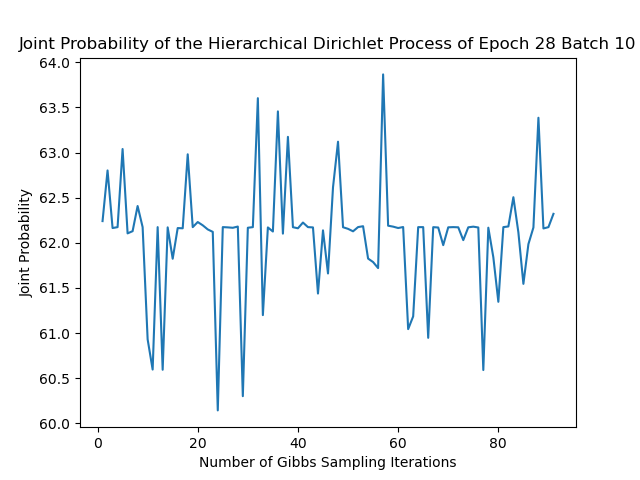 Joint Probability of the Hierarchical Dirichlet Process of Epoch 28 Batch 10
64.0
63.5
63.0
62.5
62.0
61.5
61.0
60.5
60.0
Joint Probability
0 20 40 60 80
Number of Gibbs Sampling Iterations